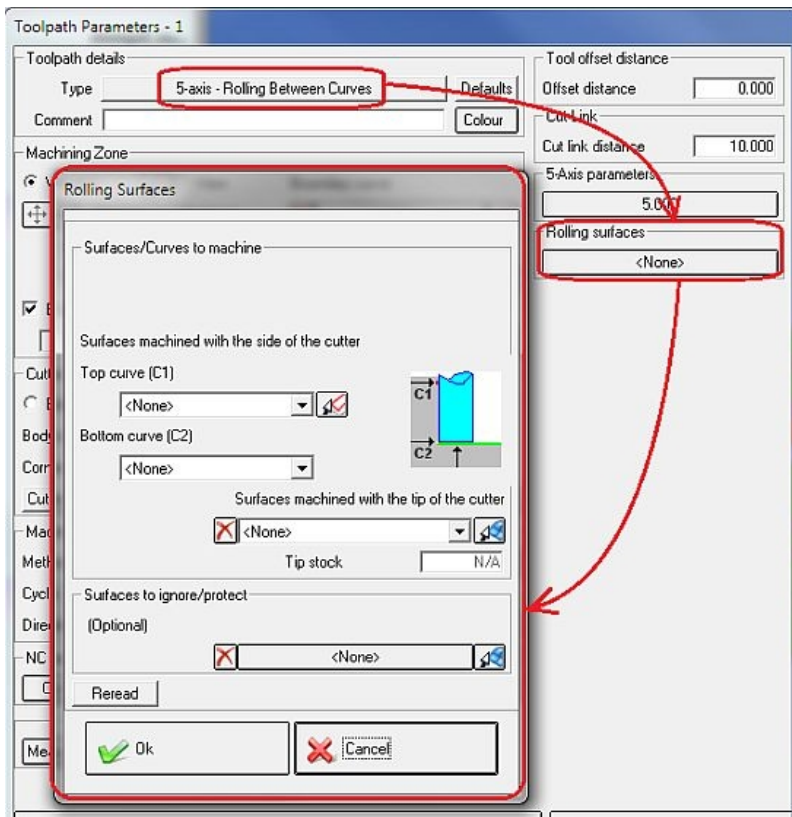 Toolpath Parameters - 1
Toolpath details
Type 5-axis - Rolling Between Curves Defaults
Comment Colour
Machining Zone
Tool offset distance
Offset distance 0.000
Cut Link
Cut link distance 10.000
5-Axis parameters
5.000
Rolling surfaces
<None>
Rolling Surfaces
Surfaces/Curves to machine
Surfaces machined with the side of the cutter
Top curve (C1)
<None>
Bottom curve (C2)
<None>
C1
C2
Surfaces machined with the tip of the cutter
<None>
Tip stock N/A
Surfaces to ignore/protect
(Optional)
<None>
Reread
Ok Cancel
Cut
NC